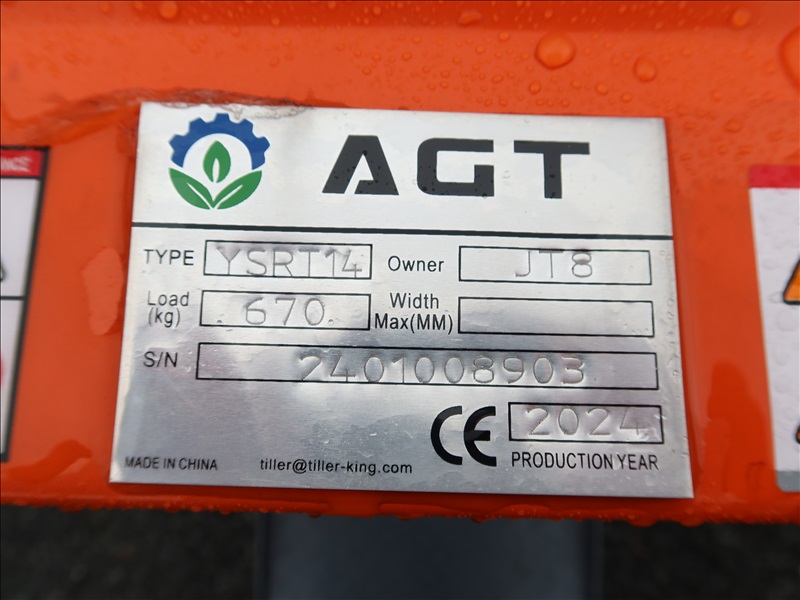 AGT
TYPE YSRT14 Owner JT8
Load (kg) 670 Width Max(MM)
S/N 2401008903
CE 2024
MADE IN CHINA tiller@tiller-king.com PRODUCTION YEAR